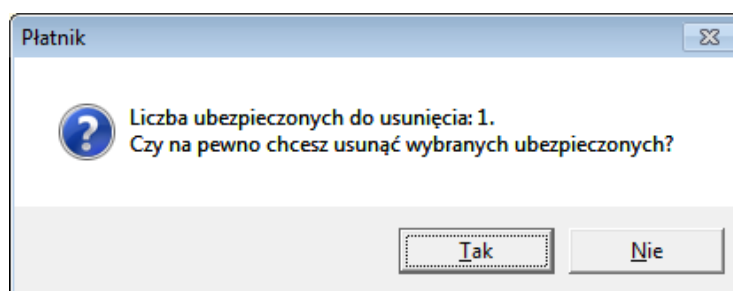 Płatnik
Liczba ubezpieczonych do usunięcia: 1.
Czy na pewno chcesz usunąć wybranych ubezpieczonych?
Tak
Nie